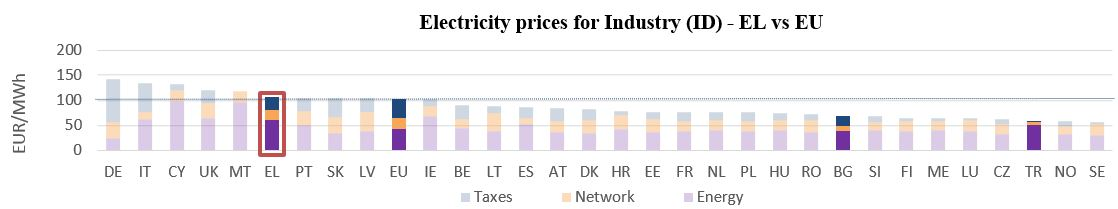 Electricity prices for Industry (ID) - EL vs EU
EUR/MWh
200
150
100
50
0
DE IT CY UK MT EL PT SK LV EU IE BE LT ES AT DK HR EE FR NL PL HU RO BG SI FI ME LU CZ TR NO SE
Taxes Network Energy